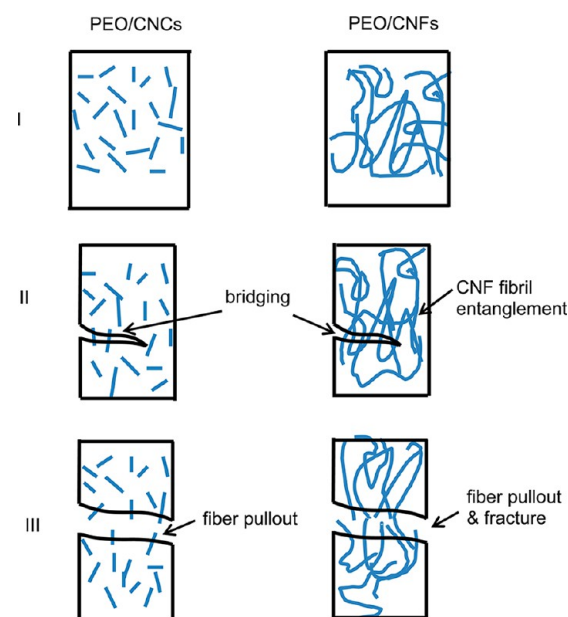 PEO/CNCs
PEO/CNFs
I
II
bridging
CNF fibril
entanglement
III
fiber pullout
fiber pullout
& fracture